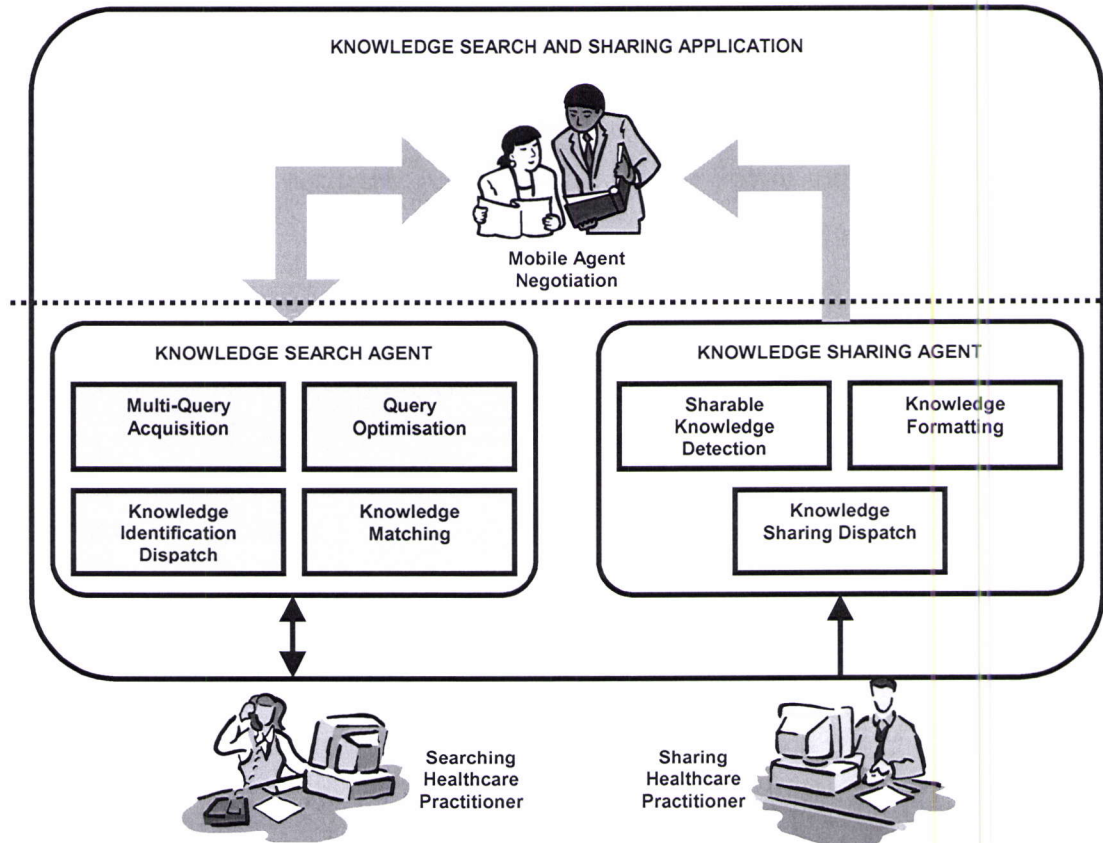 KNOWLEDGE SEARCH AND SHARING APPLICATION
Mobile Agent
Negotiation
KNOWLEDGE SEARCH AGENT
Multi-Query
Acquisition
Query
Optimisation
Knowledge
Identification
Dispatch
Knowledge
Matching
KNOWLEDGE SHARING AGENT
Sharable
Knowledge
Detection
Knowledge
Formatting
Knowledge
Sharing Dispatch
Searching
Healthcare
Practitioner
Sharing
Healthcare
Practitioner